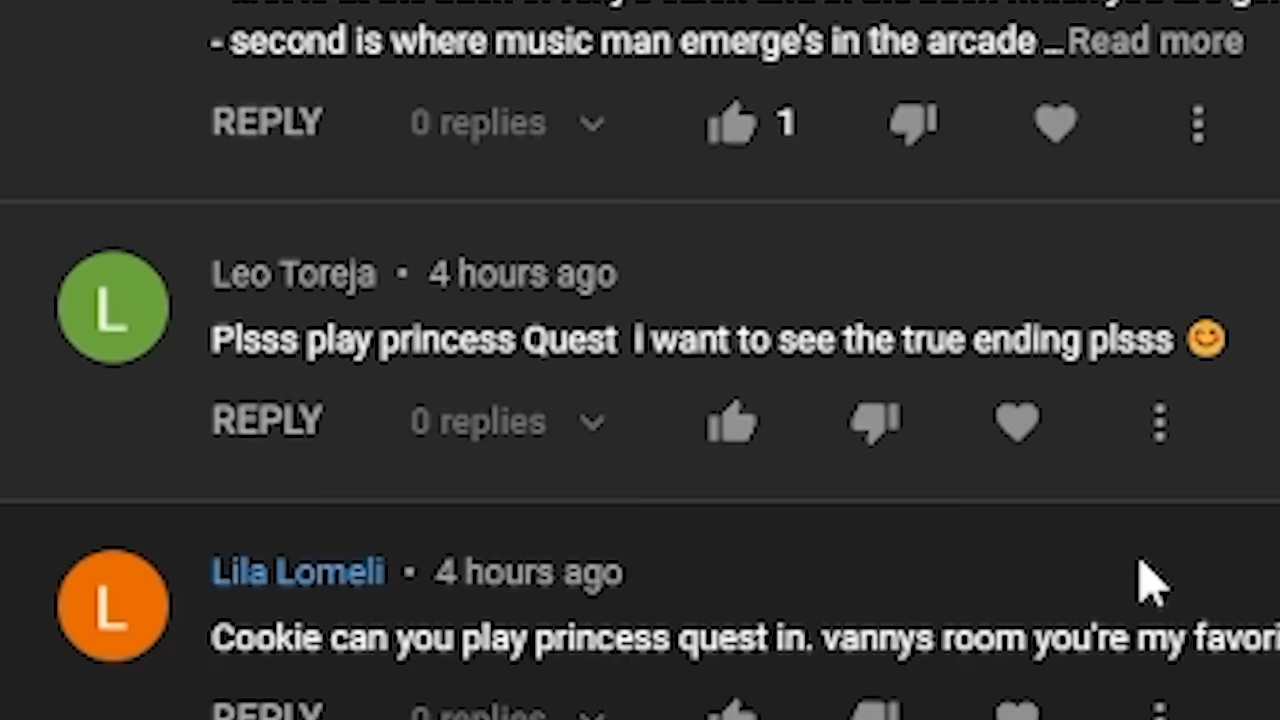 - second is where music man emerge's in the arcade ... Read more
REPLY 0 replies 1
L
Leo Toreja • 4 hours ago
Plsss play princess Quest i want to see the true ending plsss 😊
REPLY 0 replies
L
Lila Lomeli • 4 hours ago
Cookie can you play princess quest in. vannys room you're my favori
REPLY 0 replies